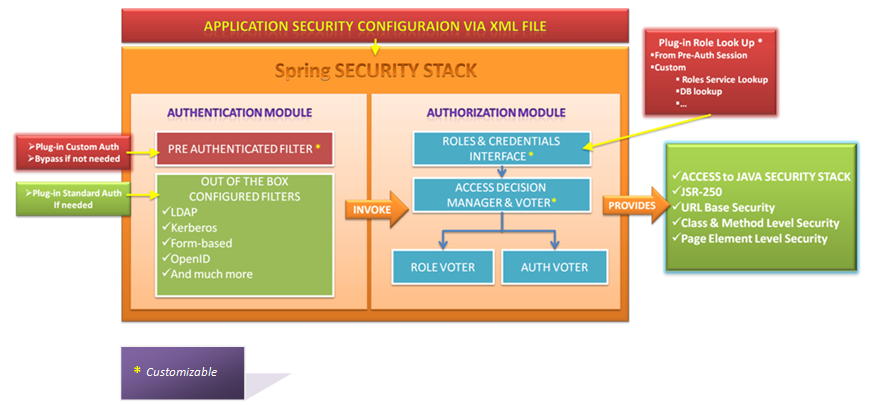 APPLICATION SECURITY CONFIGURAION VIA XML FILE
Spring SECURITY STACK
Plug-in Role Look Up *
•From Pre-Auth Session
•Custom
• Roles Service Lookup
•DB lookup
•...
AUTHENTICATION MODULE
PRE AUTHENTICATED FILTER *
OUT OF THE BOX
CONFIGURED FILTERS
✓LDAP
✓Kerberos
✓Form-based
✓OpenID
✓And much more
➢Plug-in Custom Auth
➢Bypass if not needed
➢Plug-in Standard Auth
If needed
INVOKE
AUTHORIZATION MODULE
ROLES & CREDENTIALS
INTERFACE *
ACCESS DECISION
MANAGER & VOTER *
ROLE VOTER
AUTH VOTER
PROVIDES
✓ACCESS to JAVA SECURITY STACK
✓JSR-250
✓URL Base Security
✓Class & Method Level Security
✓Page Element Level Security
* Customizable